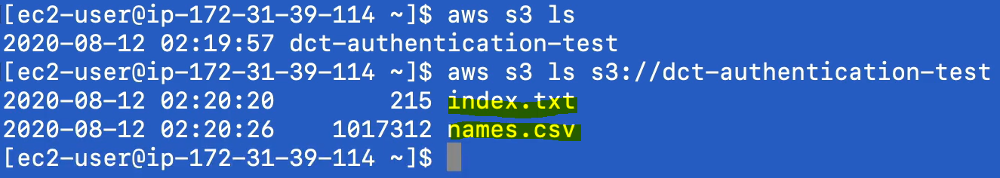 [ec2-user@ip-172-31-39-114 ~]$ aws s3 ls
2020-08-12 02:19:57 dct-authentication-test
[ec2-user@ip-172-31-39-114 ~]$ aws s3 ls s3://dct-authentication-test
2020-08-12 02:20:20        215 index.txt
2020-08-12 02:20:26    1017312 names.csv
[ec2-user@ip-172-31-39-114 ~]$